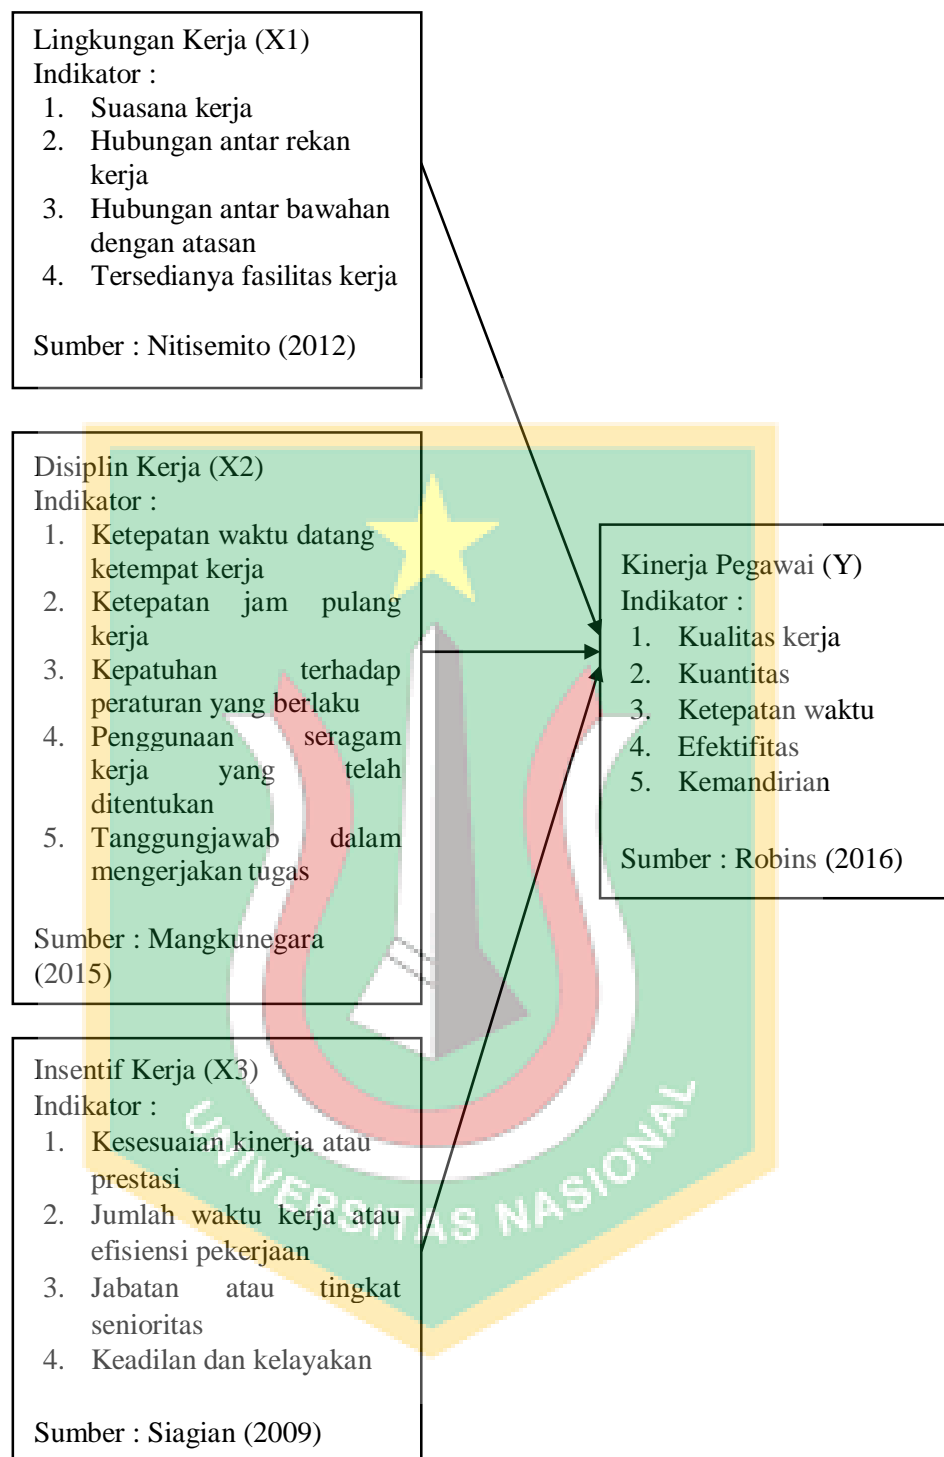 Lingkungan Kerja (X1)
Indikator :
1. Suasana kerja
2. Hubungan antar rekan
kerja
3. Hubungan antar bawahan
dengan atasan
4. Tersedianya fasilitas kerja
Sumber : Nitisemito (2012)
Disiplin Kerja (X2)
Indikator :
1. Ketepatan waktu datang
ketempat kerja
2. Ketepatan jam pulang
kerja
3. Kepatuhan terhadap
peraturan yang berlaku
4. Penggunaan seragam
kerja yang telah
ditentukan
5. Tanggungjawab dalam
mengerjakan tugas
Sumber : Mangkunegara
(2015)
Insentif Kerja (X3)
Indikator :
1. Kesesuaian kinerja atau
prestasi
2. Jumlah waktu kerja atau
efisiensi pekerjaan
3. Jabatan atau tingkat
senioritas
4. Keadilan dan kelayakan
Sumber : Siagian (2009)
Kinerja Pegawai (Y)
Indikator :
1. Kualitas kerja
2. Kuantitas
3. Ketepatan waktu
4. Efektifitas
5. Kemandirian
Sumber : Robins (2016)
UNIVERSITAS NASIONAL